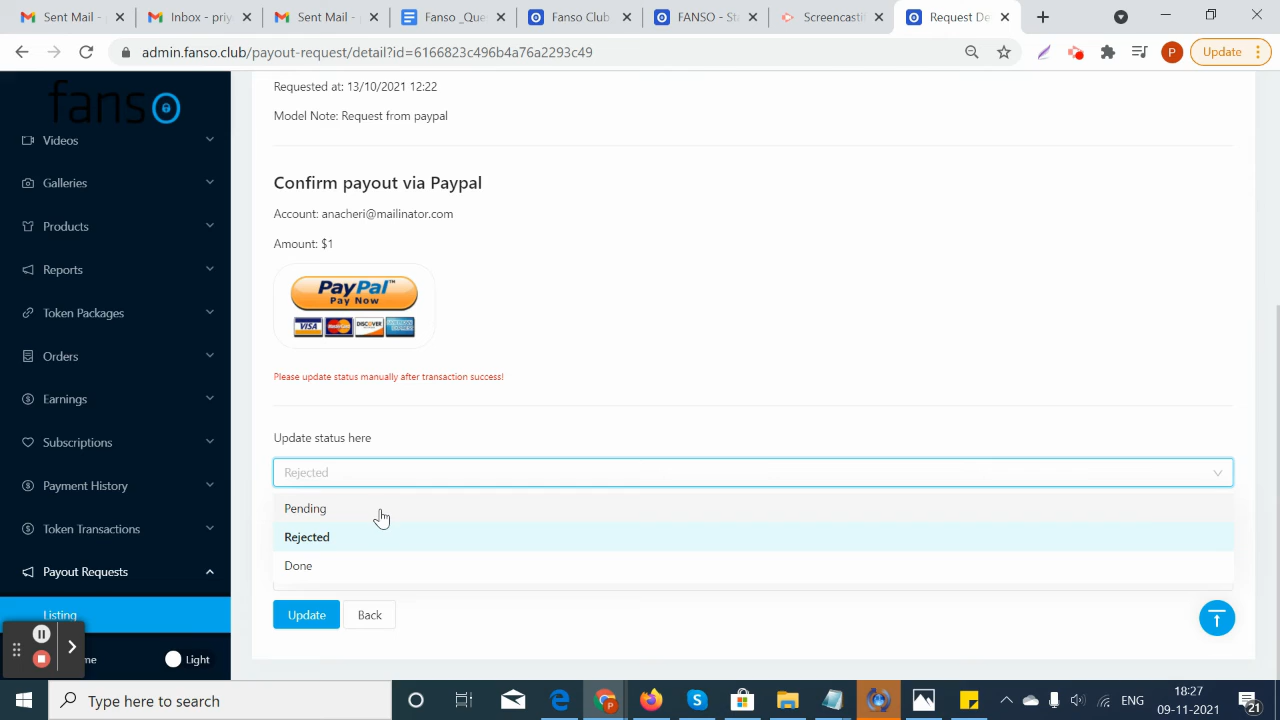 Sent Mail -
Inbox - priy
Sent Mail -
Fanso _Que
Fanso Club
FANSO - St
Screencasti
Request De
admin.fanso.club/payout-request/detail?id=6166823c496b4a76a2293c49
P
Update
fanso
Requested at: 13/10/2021 12:22
Model Note: Request from paypal
Videos
Galleries
Products
Reports
Token Packages
Orders
Earnings
Subscriptions
Payment History
Token Transactions
Payout Requests
Listing
me
Light
Confirm payout via Paypal
Account: anacheri@mailinator.com
Amount: $1
PayPal™
Pay Now
VISA MasterCard DISCOVER
Please update status manually after transaction success!
Update status here
Rejected
Pending
Rejected
Done
Update
Back
Type here to search
ENG
18:27
09-11-2021
21